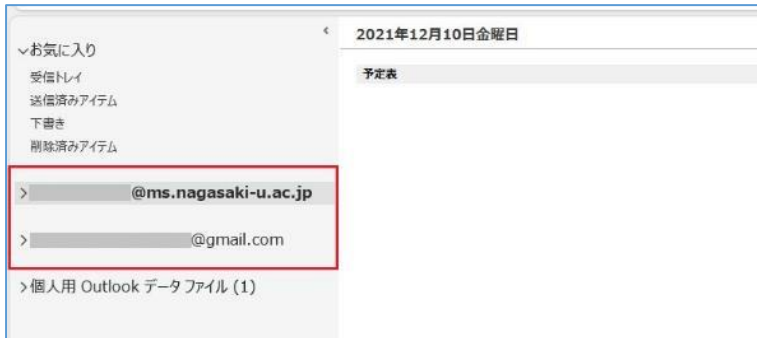 お気に入り
受信トレイ
送信済みアイテム
下書き
削除済みアイテム
@ms.nagasaki-u.ac.jp
@gmail.com
個人用 Outlook データ ファイル (1)
2021年12月10日金曜日
予定表